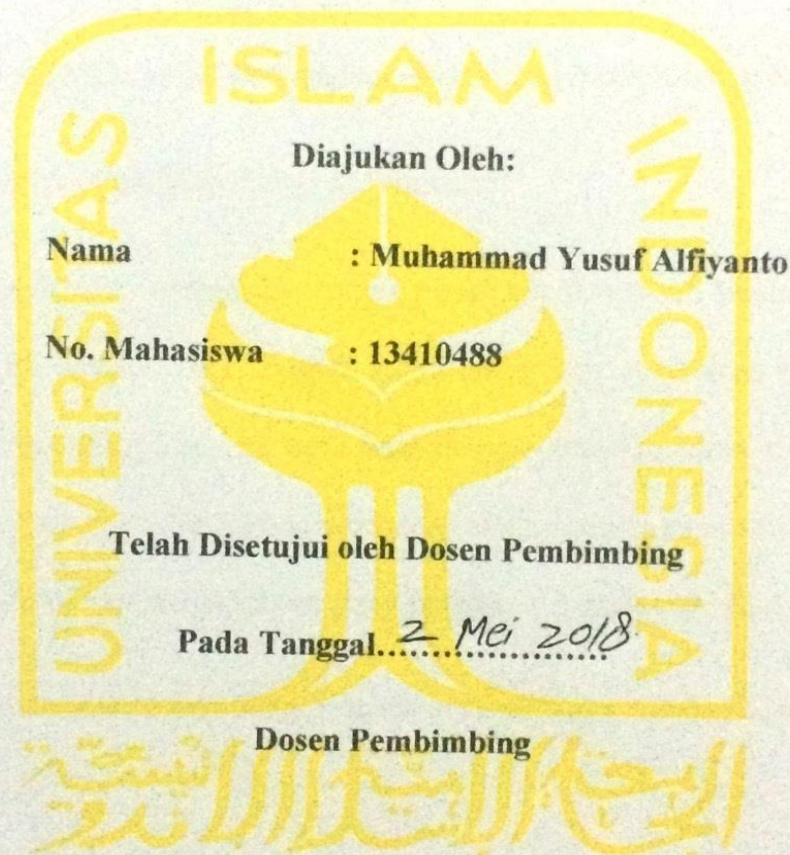 ISLAM
UNIVERSITAS
INDONESIA
Diajukan Oleh:
Nama : Muhammad Yusuf Alfiyanto
No. Mahasiswa : 13410488
Telah Disetujui oleh Dosen Pembimbing
Pada Tanggal..2 Mei 2018
Dosen Pembimbing